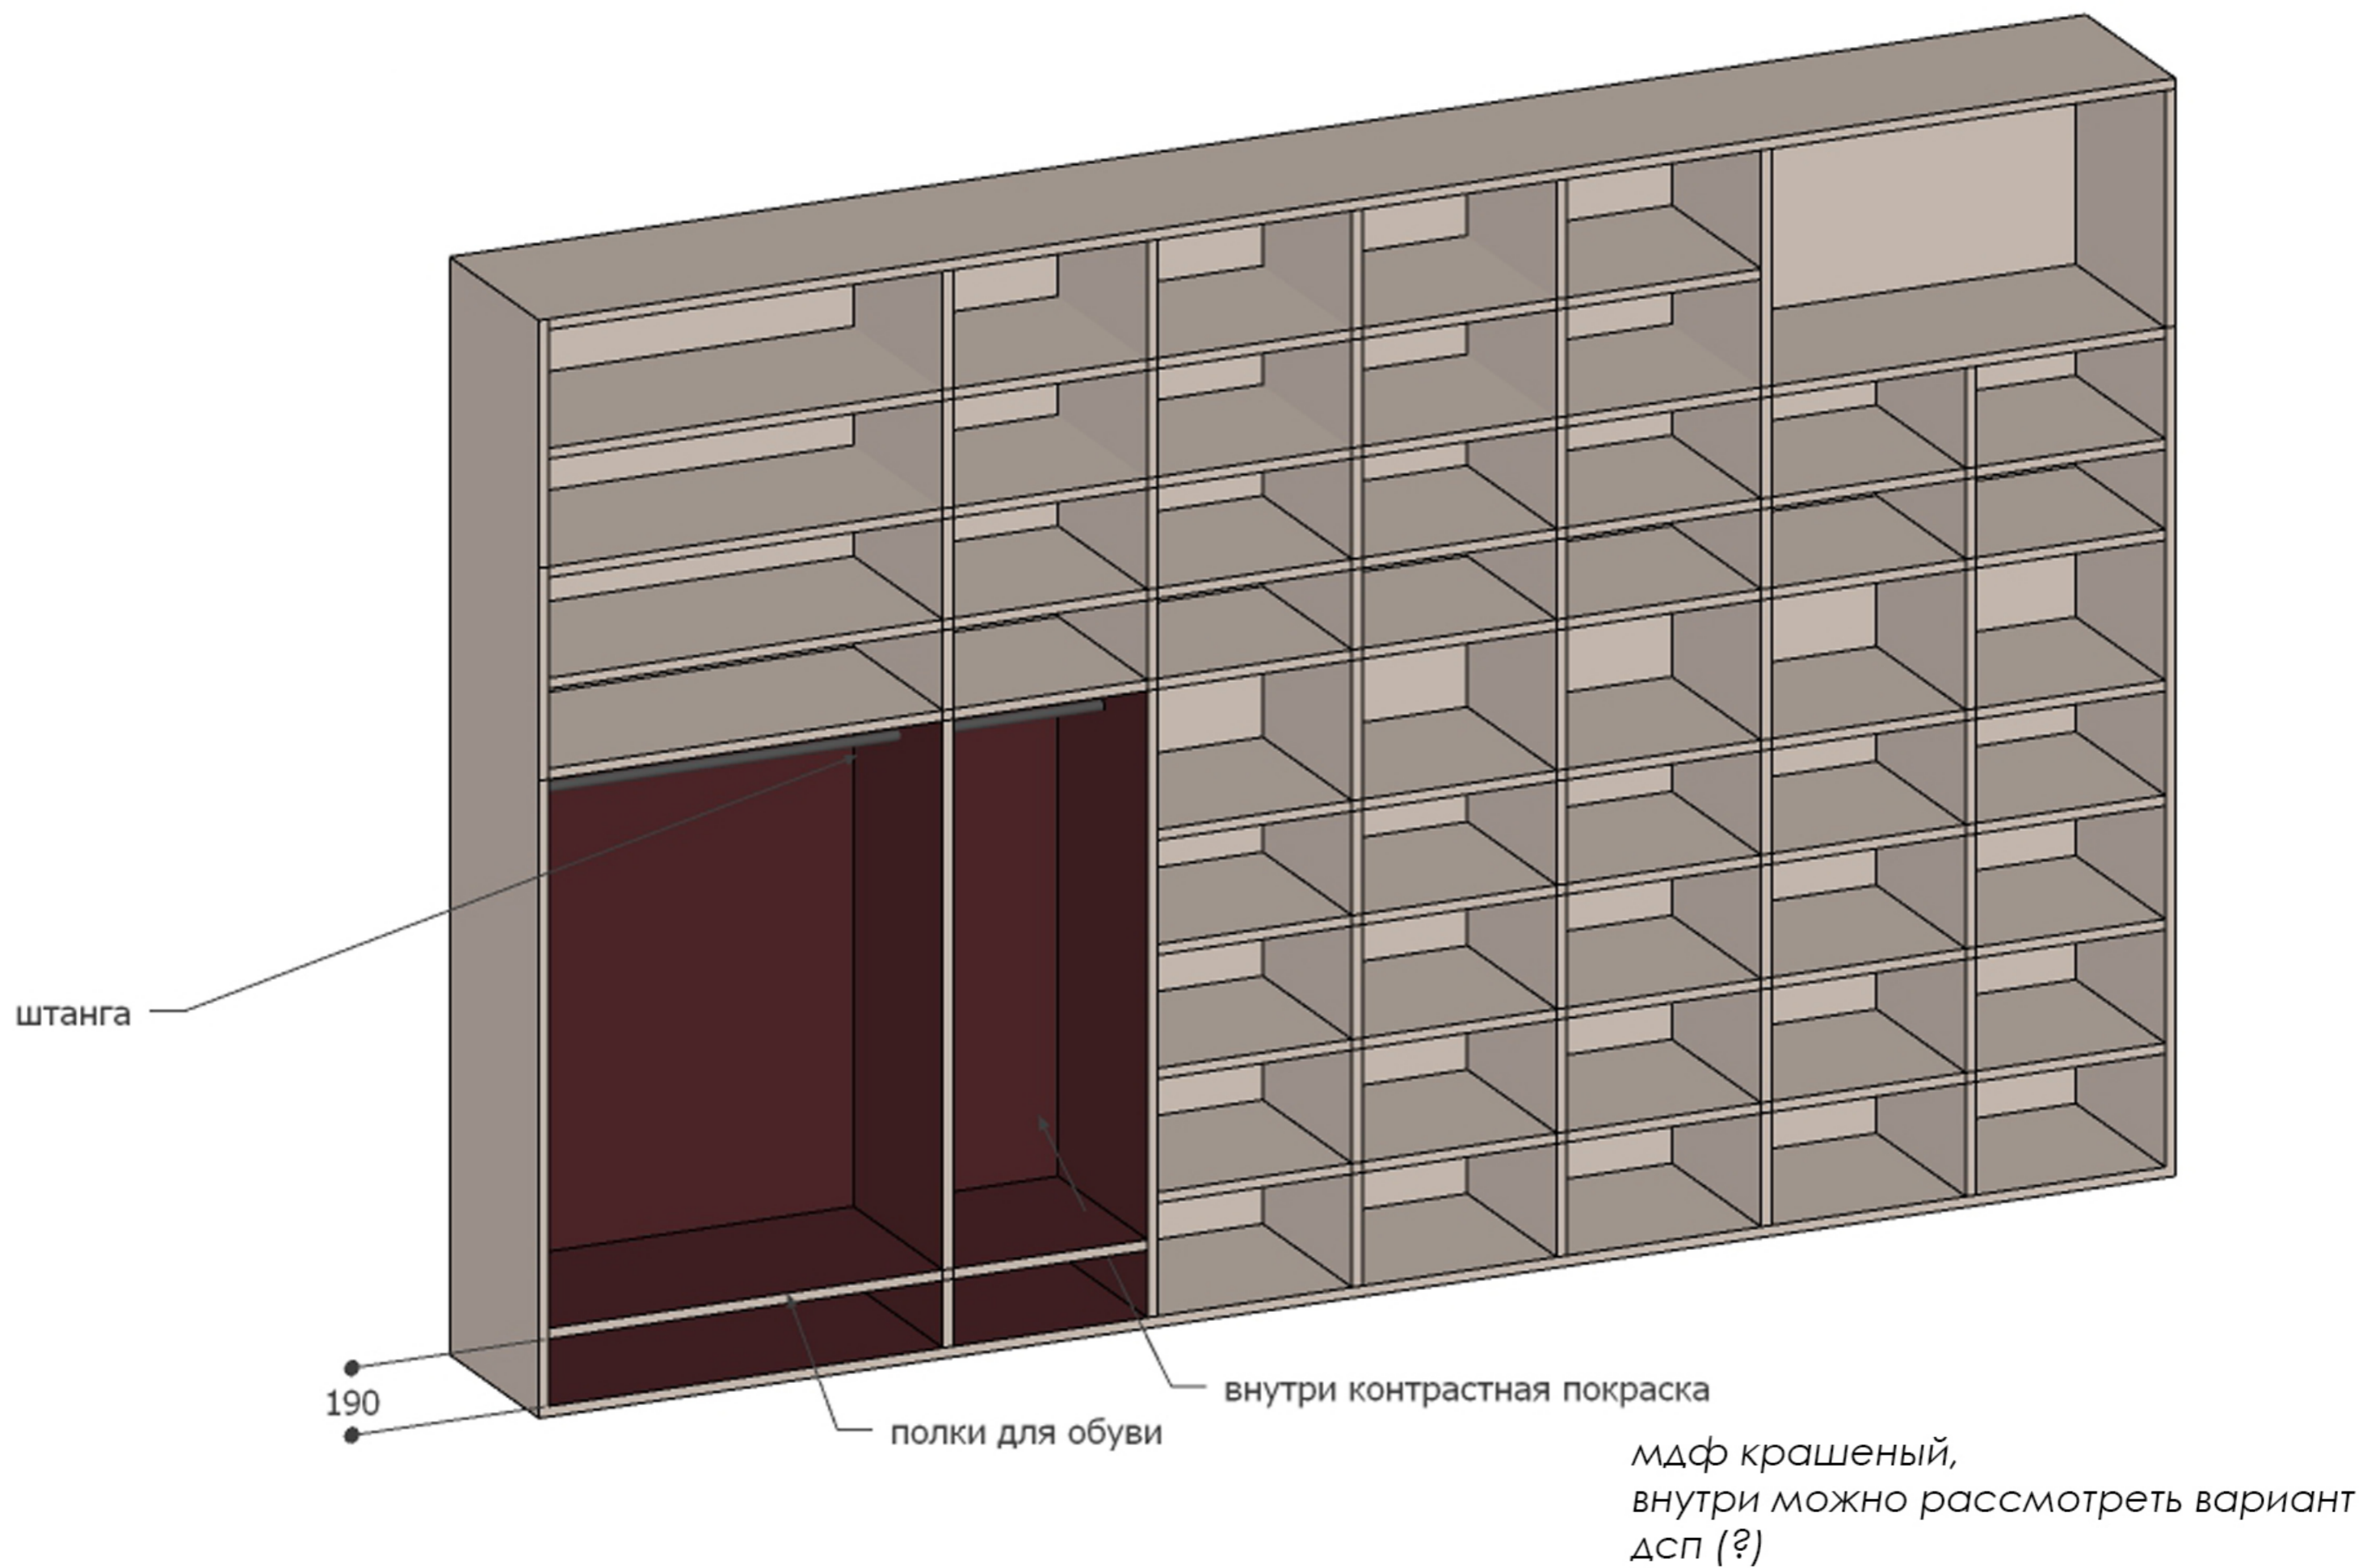 штанга
190
внутри контрастная покраска
полки для обуви
мдф крашеный,
внутри можно рассмотреть вариант
дсп (?)